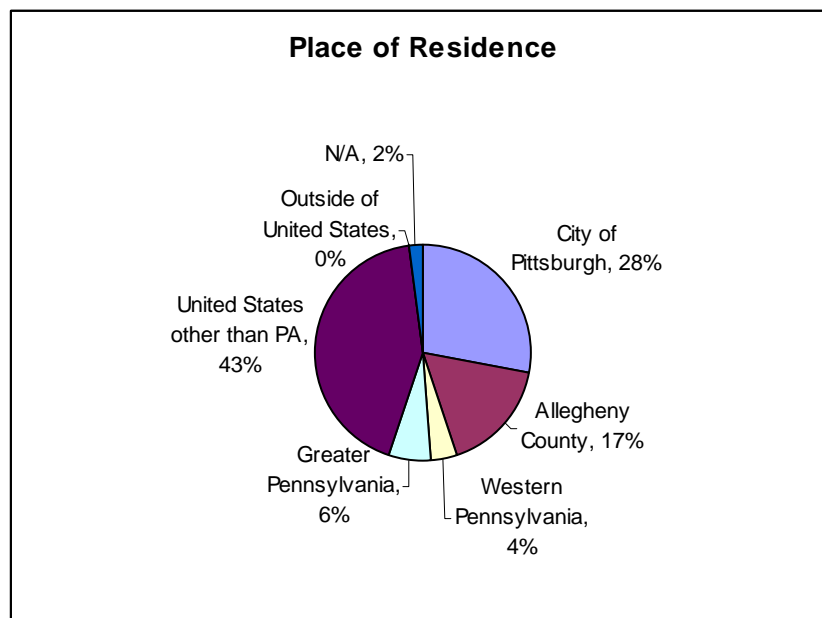 Place of Residence
N/A, 2%
Outside of
United States,
0%
City of
Pittsburgh, 28%
United States
other than PA,
43%
Allegheny
County, 17%
Greater
Pennsylvania,
6%
Western
Pennsylvania,
4%